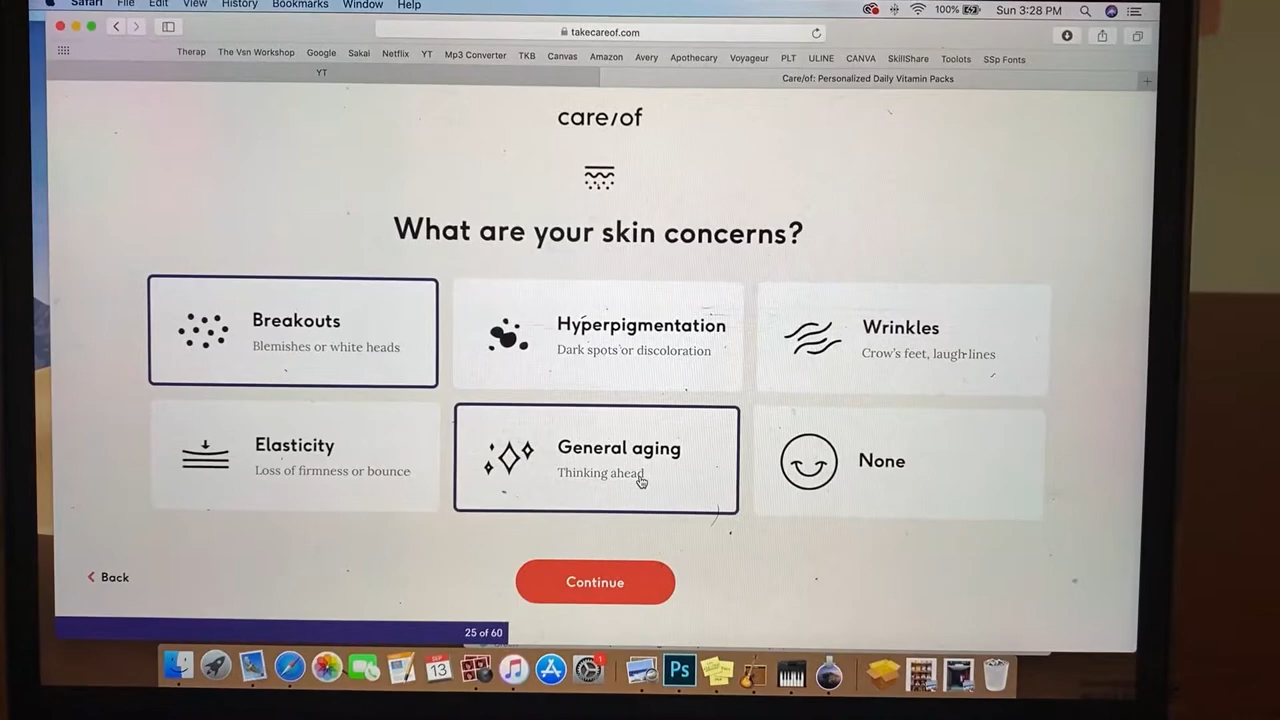 Safari File Edit View History Bookmarks Window Help 100% Sun 3:28 PM
takecareof.com
Therap The Vsn Workshop Google Sakai Netflix YT Mp3 Converter TKB Canvas Amazon Avery Apothecary Voyageur PLT ULINE CANVA SkillShare Toolots SSp Fonts
YT Care/of: Personalized Daily Vitamin Packs
care/of
What are your skin concerns?
Breakouts
Blemishes or white heads
Hyperpigmentation
Dark spots or discoloration
Wrinkles
Crow's feet, laugh lines
Elasticity
Loss of firmness or bounce
General aging
Thinking ahead
None
Back
Continue
25 of 60
SEP
13
1
Ps